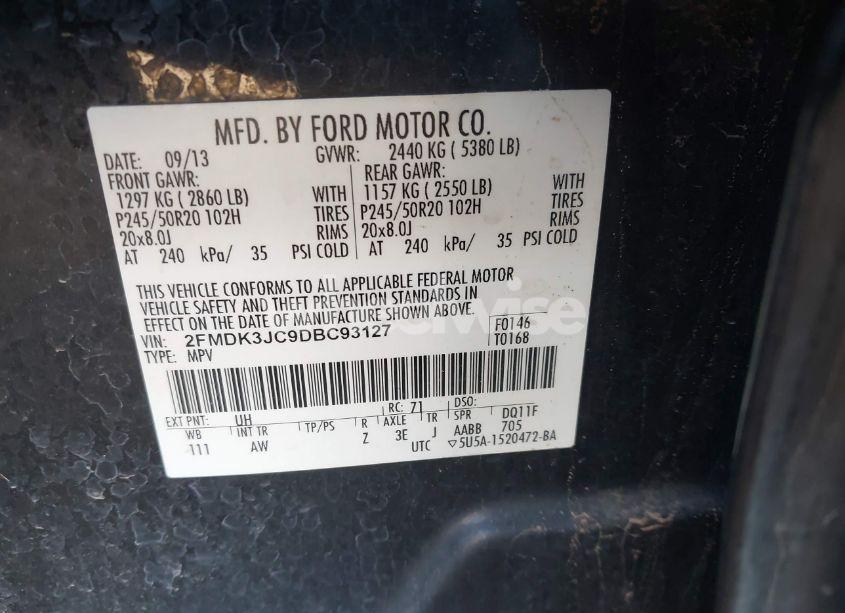 MFD. BY FORD MOTOR CO.
DATE: 09/13 GVWR: 2440 KG ( 5380 LB)
FRONT GAWR: REAR GAWR:
1297 KG ( 2860 LB) WITH 1157 KG ( 2550 LB) WITH
P245/50R20 102H TIRES P245/50R20 102H TIRES
20x8.0J RIMS 20x8.0J RIMS
AT 240 kPa/ 35 PSI COLD AT 240 kPa/ 35 PSI COLD
THIS VEHICLE CONFORMS TO ALL APPLICABLE FEDERAL MOTOR
VEHICLE SAFETY AND THEFT PREVENTION STANDARDS IN
EFFECT ON THE DATE OF MANUFACTURE SHOWN ABOVE.
VIN: 2FMDK3JC9DBC93127 F0146
TYPE: MPV T0168
EXT PNT: UH RC: 71 DSO:
WB INT TR TP/PS R AXLE TR SPR DQ11F
111 AW Z 3E J AABB 705
UTC ▽5U5A-1520472-BA